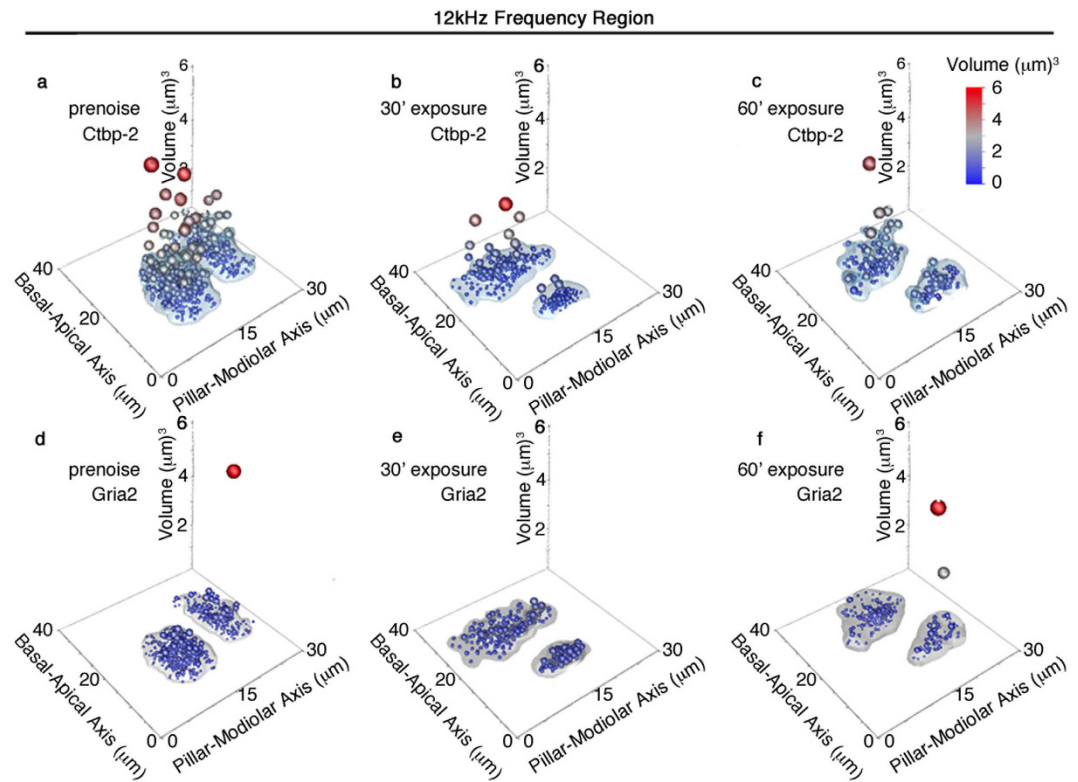 12kHz Frequency Region
a
prenoise
Ctbp-2
Volume (μm)³
6
4
2
40
20
0
Basal-Apical Axis (μm)
0
15
30
Pillar-Modiolar Axis (μm)
b
30' exposure
Ctbp-2
Volume (μm)³
6
4
2
40
20
0
Basal-Apical Axis (μm)
0
15
30
Pillar-Modiolar Axis (μm)
c
60' exposure
Ctbp-2
Volume (μm)³
6
4
2
40
20
0
Basal-Apical Axis (μm)
0
15
30
Pillar-Modiolar Axis (μm)
Volume (μm)³
6
4
2
0
d
prenoise
Gria2
Volume (μm)³
6
4
2
40
20
0
Basal-Apical Axis (μm)
0
15
30
Pillar-Modiolar Axis (μm)
e
30' exposure
Gria2
Volume (μm)³
6
4
2
40
20
0
Basal-Apical Axis (μm)
0
15
30
Pillar-Modiolar Axis (μm)
f
60' exposure
Gria2
Volume (μm)³
6
4
2
40
20
0
Basal-Apical Axis (μm)
0
15
30
Pillar-Modiolar Axis (μm)